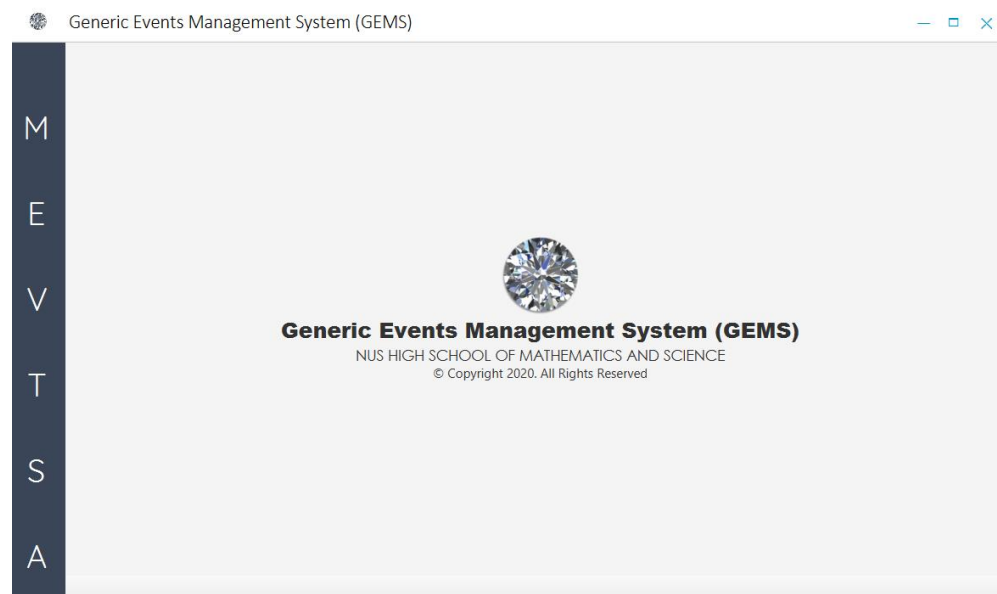 Generic Events Management System (GEMS)
M
E
V
T
S
A
Generic Events Management System (GEMS)
NUS HIGH SCHOOL OF MATHEMATICS AND SCIENCE
© Copyright 2020. All Rights Reserved